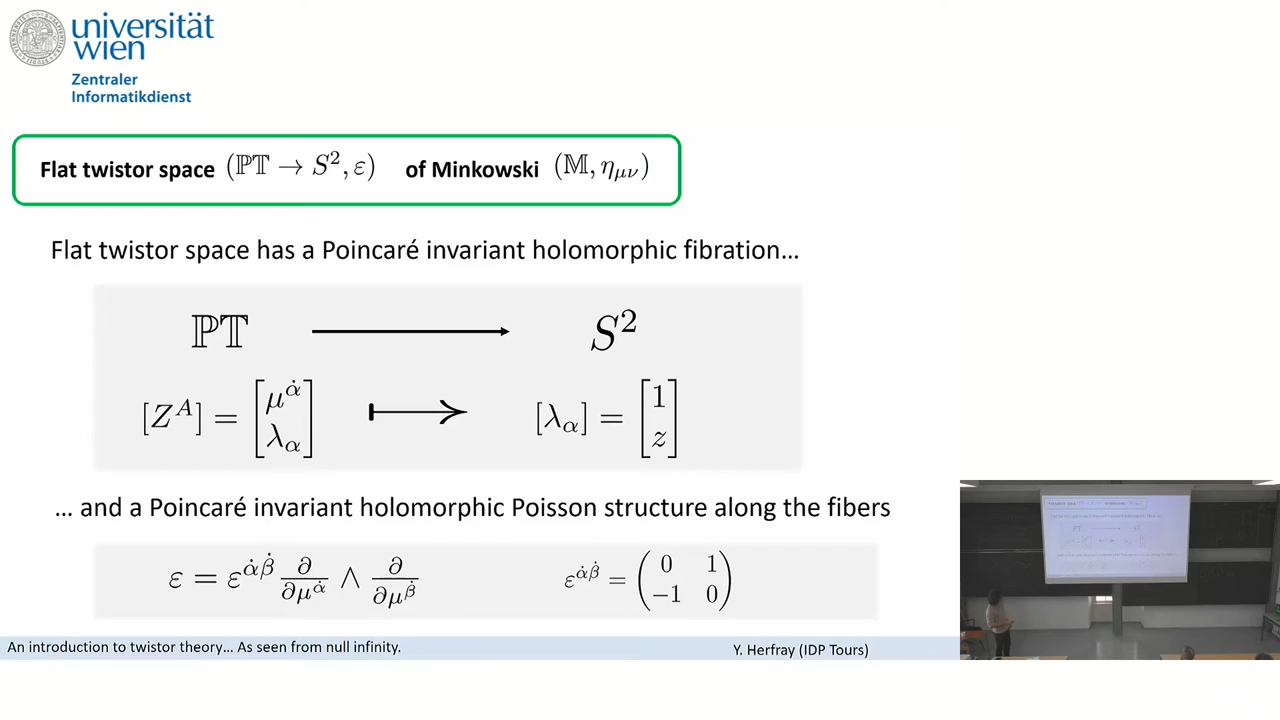 universität
wien
Zentraler
Informatikdienst
Flat twistor space (ℙ𝕋 → S², ε) of Minkowski (𝕄, η_{μν})
Flat twistor space has a Poincaré invariant holomorphic fibration...
ℙ𝕋 ⟶ S²
[Z^A] = [μ^{α̇} λ_α] ⟼ [λ_α] = [1 z]
... and a Poincaré invariant holomorphic Poisson structure along the fibers
ε = ε^{α̇β̇} ∂/∂μ^{α̇} ∧ ∂/∂μ^{β̇} ε^{α̇β̇} = (0 1 −1 0)
An introduction to twistor theory... As seen from null infinity. Y. Herfray (IDP Tours)